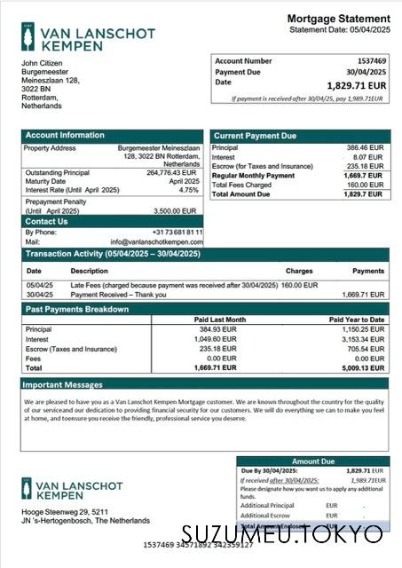 VAN LANSCHOT
KEMPEN
Mortgage Statement
Statement Date: 05/04/2025
John Citizen
Burgemeester
Meineszlaan 128,
3022 BN
Rotterdam,
Netherlands
Account Number 1537469
Payment Due 30/04/2025
Date 1,829.71 EUR
If payment is received after 30/04/25, pay 1,989.71EUR
Account Information
Property Address Burgemeester Meineszlaan
128, 3022 BN Rotterdam,
Netherlands
Outstanding Principal 264,776.43 EUR
Maturity Date April 2025
Interest Rate (Until April 2025) 4.75%
Prepayment Penalty
(Until April 2025) 3,500.00 EUR
Contact Us
By Phone: +31 73 681 81 11
Mail: info@vanlanschotkempen.com
Current Payment Due
Principal 386.46 EUR
Interest 8.07 EUR
Escrow (for Taxes and Insurance) 235.18 EUR
Regular Monthly Payment 1,669.7 EUR
Total Fees Charged 160.00 EUR
Total Amount Due 1,829.7 EUR
Transaction Activity (05/04/2025 – 30/04/2025)
Date Description Charges Payments
05/04/25 Late Fees (charged because payment was received after 30/04/2025) 160.00 EUR
30/04/25 Payment Received – Thank you 1,669.71 EUR
Past Payments Breakdown
Paid Last Month Paid Year to Date
Principal 384.93 EUR 1,150.25 EUR
Interest 1,049.60 EUR 3,153.34 EUR
Escrow (Taxes and Insurance) 235.18 EUR 705.54 EUR
Fees 0.00 EUR 0.00 EUR
Total 1,669.71 EUR 5,009.13 EUR
Important Messages
We are pleased to have you as a Van Lanschot Kempen Mortgage customer. We are known throughout the country for the quality
of our serviceand our dedication to providing financial security for our customers. We will do everything we can to make you feel
at home, and toensure you receive the friendly, professional service you deserve.
VAN LANSCHOT
KEMPEN
Hooge Steenweg 29, 5211
JN 's-Hertogenbosch, The Netherlands
Amount Due
Due By 30/04/2025: 1,829.71 EUR
If received after 30/04/2025: 1,989.71EUR
Please designate how you want us to apply any additional
funds.
Additional Principal EUR
Additional Escrow EUR
Total Amount Enclosed EUR
SUZUMEU.TOKYO
1537469 34571892 342359127